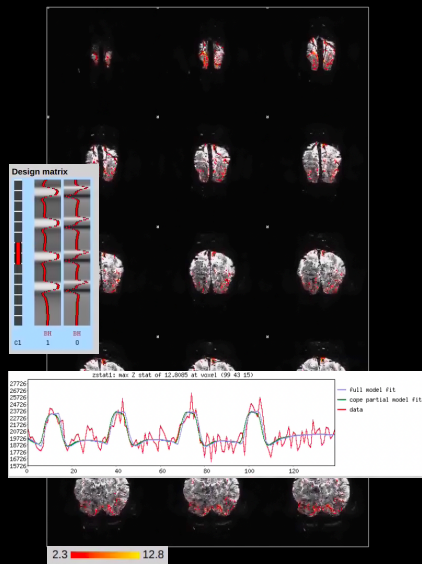 Design matrix
BH BH
C1 1 0
zstat1: max Z stat of 12.8085 at voxel (99 43 15)
27726
26726
25726
24726
23726
22726
21726
20726
19726
18726
17726
16726
15726
0 20 40 60 80 100 120
Full model fit
cope partial model fit
data
2.3 12.8